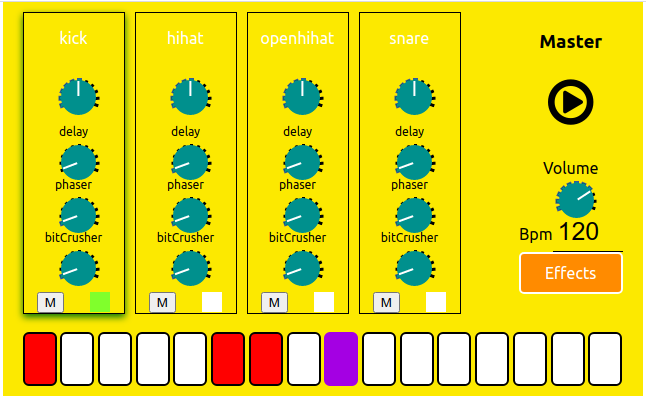 kick
hihat
openhihat
snare
Master
delay
delay
delay
delay
phaser
phaser
phaser
phaser
Volume
Bpm 120
bitCrusher
bitCrusher
bitCrusher
bitCrusher
Effects
M
M
M
M